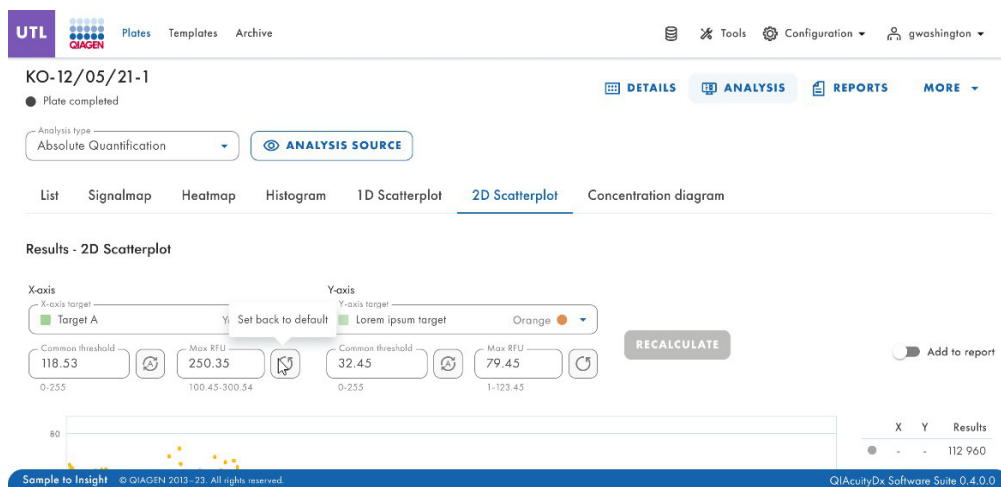 UTL
QIAGEN
Plates Templates Archive
Tools Configuration gwashington
KO-12/05/21-1
Plate completed
DETAILS ANALYSIS REPORTS MORE
Analysis type
Absolute Quantification
ANALYSIS SOURCE
List Signalmap Heatmap Histogram 1D Scatterplot 2D Scatterplot Concentration diagram
Results - 2D Scatterplot
X-axis Y-axis
X-axis target Y-axis target
Target A Set back to default Lorem ipsum target Orange
RECALCULATE
Common threshold Max RFU Common threshold Max RFU
118.53 A 250.35 32.45 A 79.45
Add to report
0-255 100.45-300.54 0-255 1-123.45
X Y Results
80
- - 112 960
Sample to Insight © QIAGEN 2013-23. All rights reserved. QIAcuityDx Software Suite 0.4.0.0